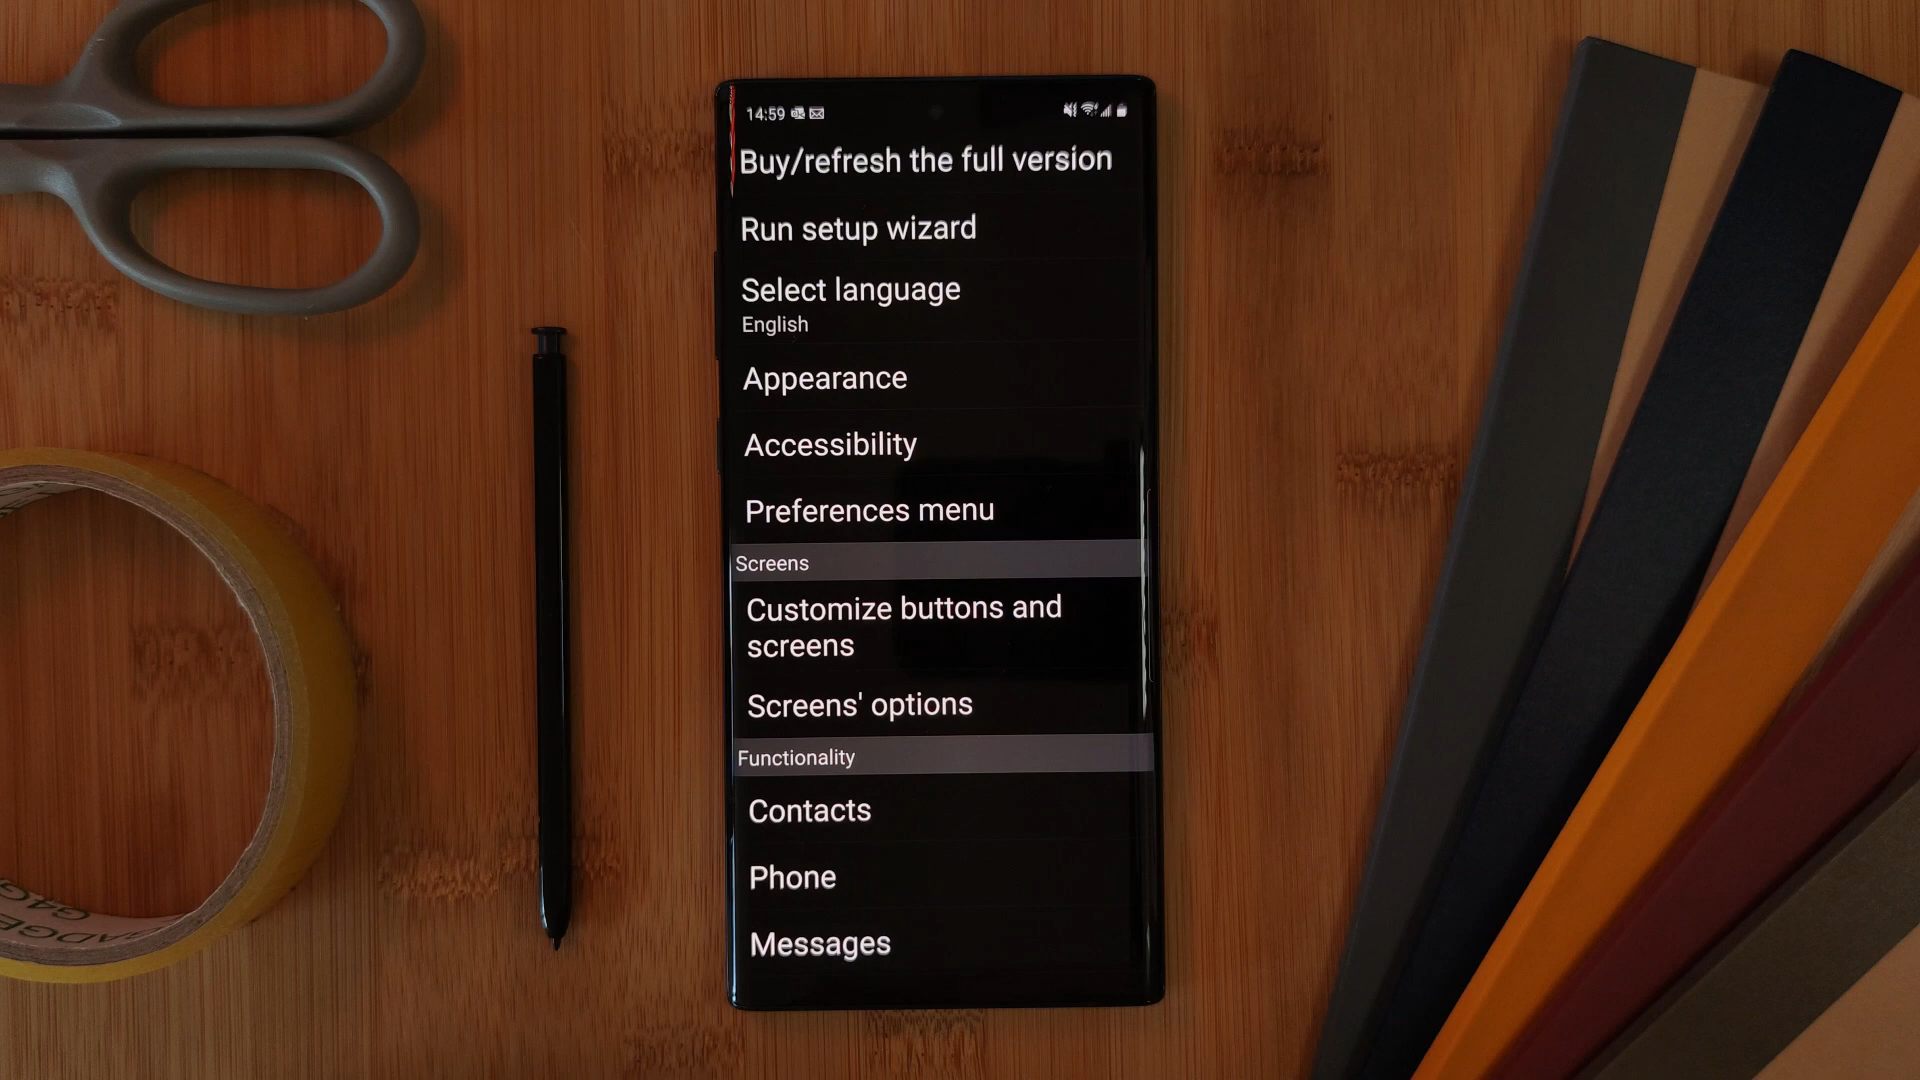 14:59
Buy/refresh the full version
Run setup wizard
Select language
English
Appearance
Accessibility
Preferences menu
Screens
Customize buttons and
screens
Screens' options
Functionality
Contacts
Phone
Messages